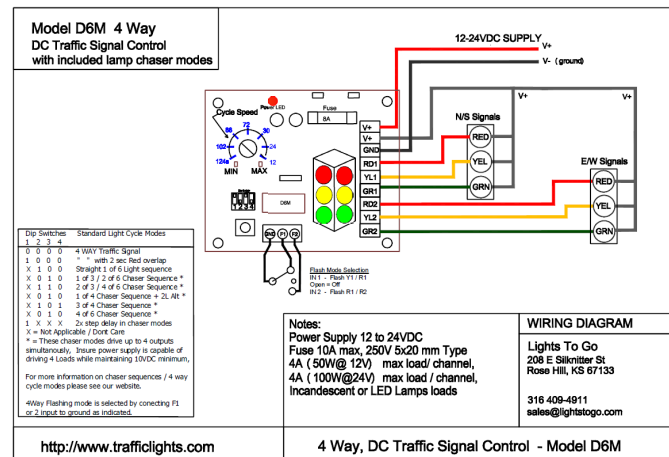 Model D6M 4 Way
DC Traffic Signal Control
with included lamp chaser modes
12-24VDC SUPPLY
V+
V- ( ground)
V+
V+
Power LED
Cycle Speed
Fuse
8A
72
88
30
102
24
124s
12
MIN
MAX
D6M
1 2 3 4
V+
V+
GND
RD1
YL1
GR1
RD2
YL2
GR2
N/S Signals
RED
YEL
GRN
E/W Signals
RED
YEL
GRN
GND
F1
F2
Flash Mode Selection
IN 1 - Flash Y1 / R1
Open = Off
IN 2 - Flash R1 / R2
Dip Switches Standard Light Cycle Modes
1 2 3 4
0 0 0 0 4 WAY Traffic Signal
1 0 0 0 " " with 2 sec Red overlap
X 1 0 0 Straight 1 of 6 Light sequence
X 0 1 0 1 of 3 / 2 of 6 Chaser Sequence *
X 1 1 0 2 of 3 / 4 of 6 Chaser Sequence *
X 0 1 0 1 of 4 Chaser Sequence + 2L Alt *
X 1 0 1 3 of 4 Chaser Sequence *
X 0 1 0 4 of 6 Chaser Sequence *
1 X X X 2x step delay in chaser modes
X = Not Applicable / Dont Care
* = These chaser modes drive up to 4 outputs
simultanously, Insure power supply is capable of
driving 4 Loads while maintaining 10VDC minimum,
For more information on chaser sequences / 4 way
cycle modes please see our website.
4Way Flashing mode is selected by conecting F1
or 2 input to ground as indicated.
Notes:
Power Supply 12 to 24VDC
Fuse 10A max, 250V 5x20 mm Type
4A ( 50W@ 12V) max load/ channel,
4A ( 100W@24V) max load / channel,
Incandescent or LED Lamps loads
WIRING DIAGRAM
Lights To Go
208 E Silknitter St
Rose Hill, KS 67133
316 409-4911
sales@lightstogo.com
http://www.trafficlights.com
4 Way, DC Traffic Signal Control - Model D6M